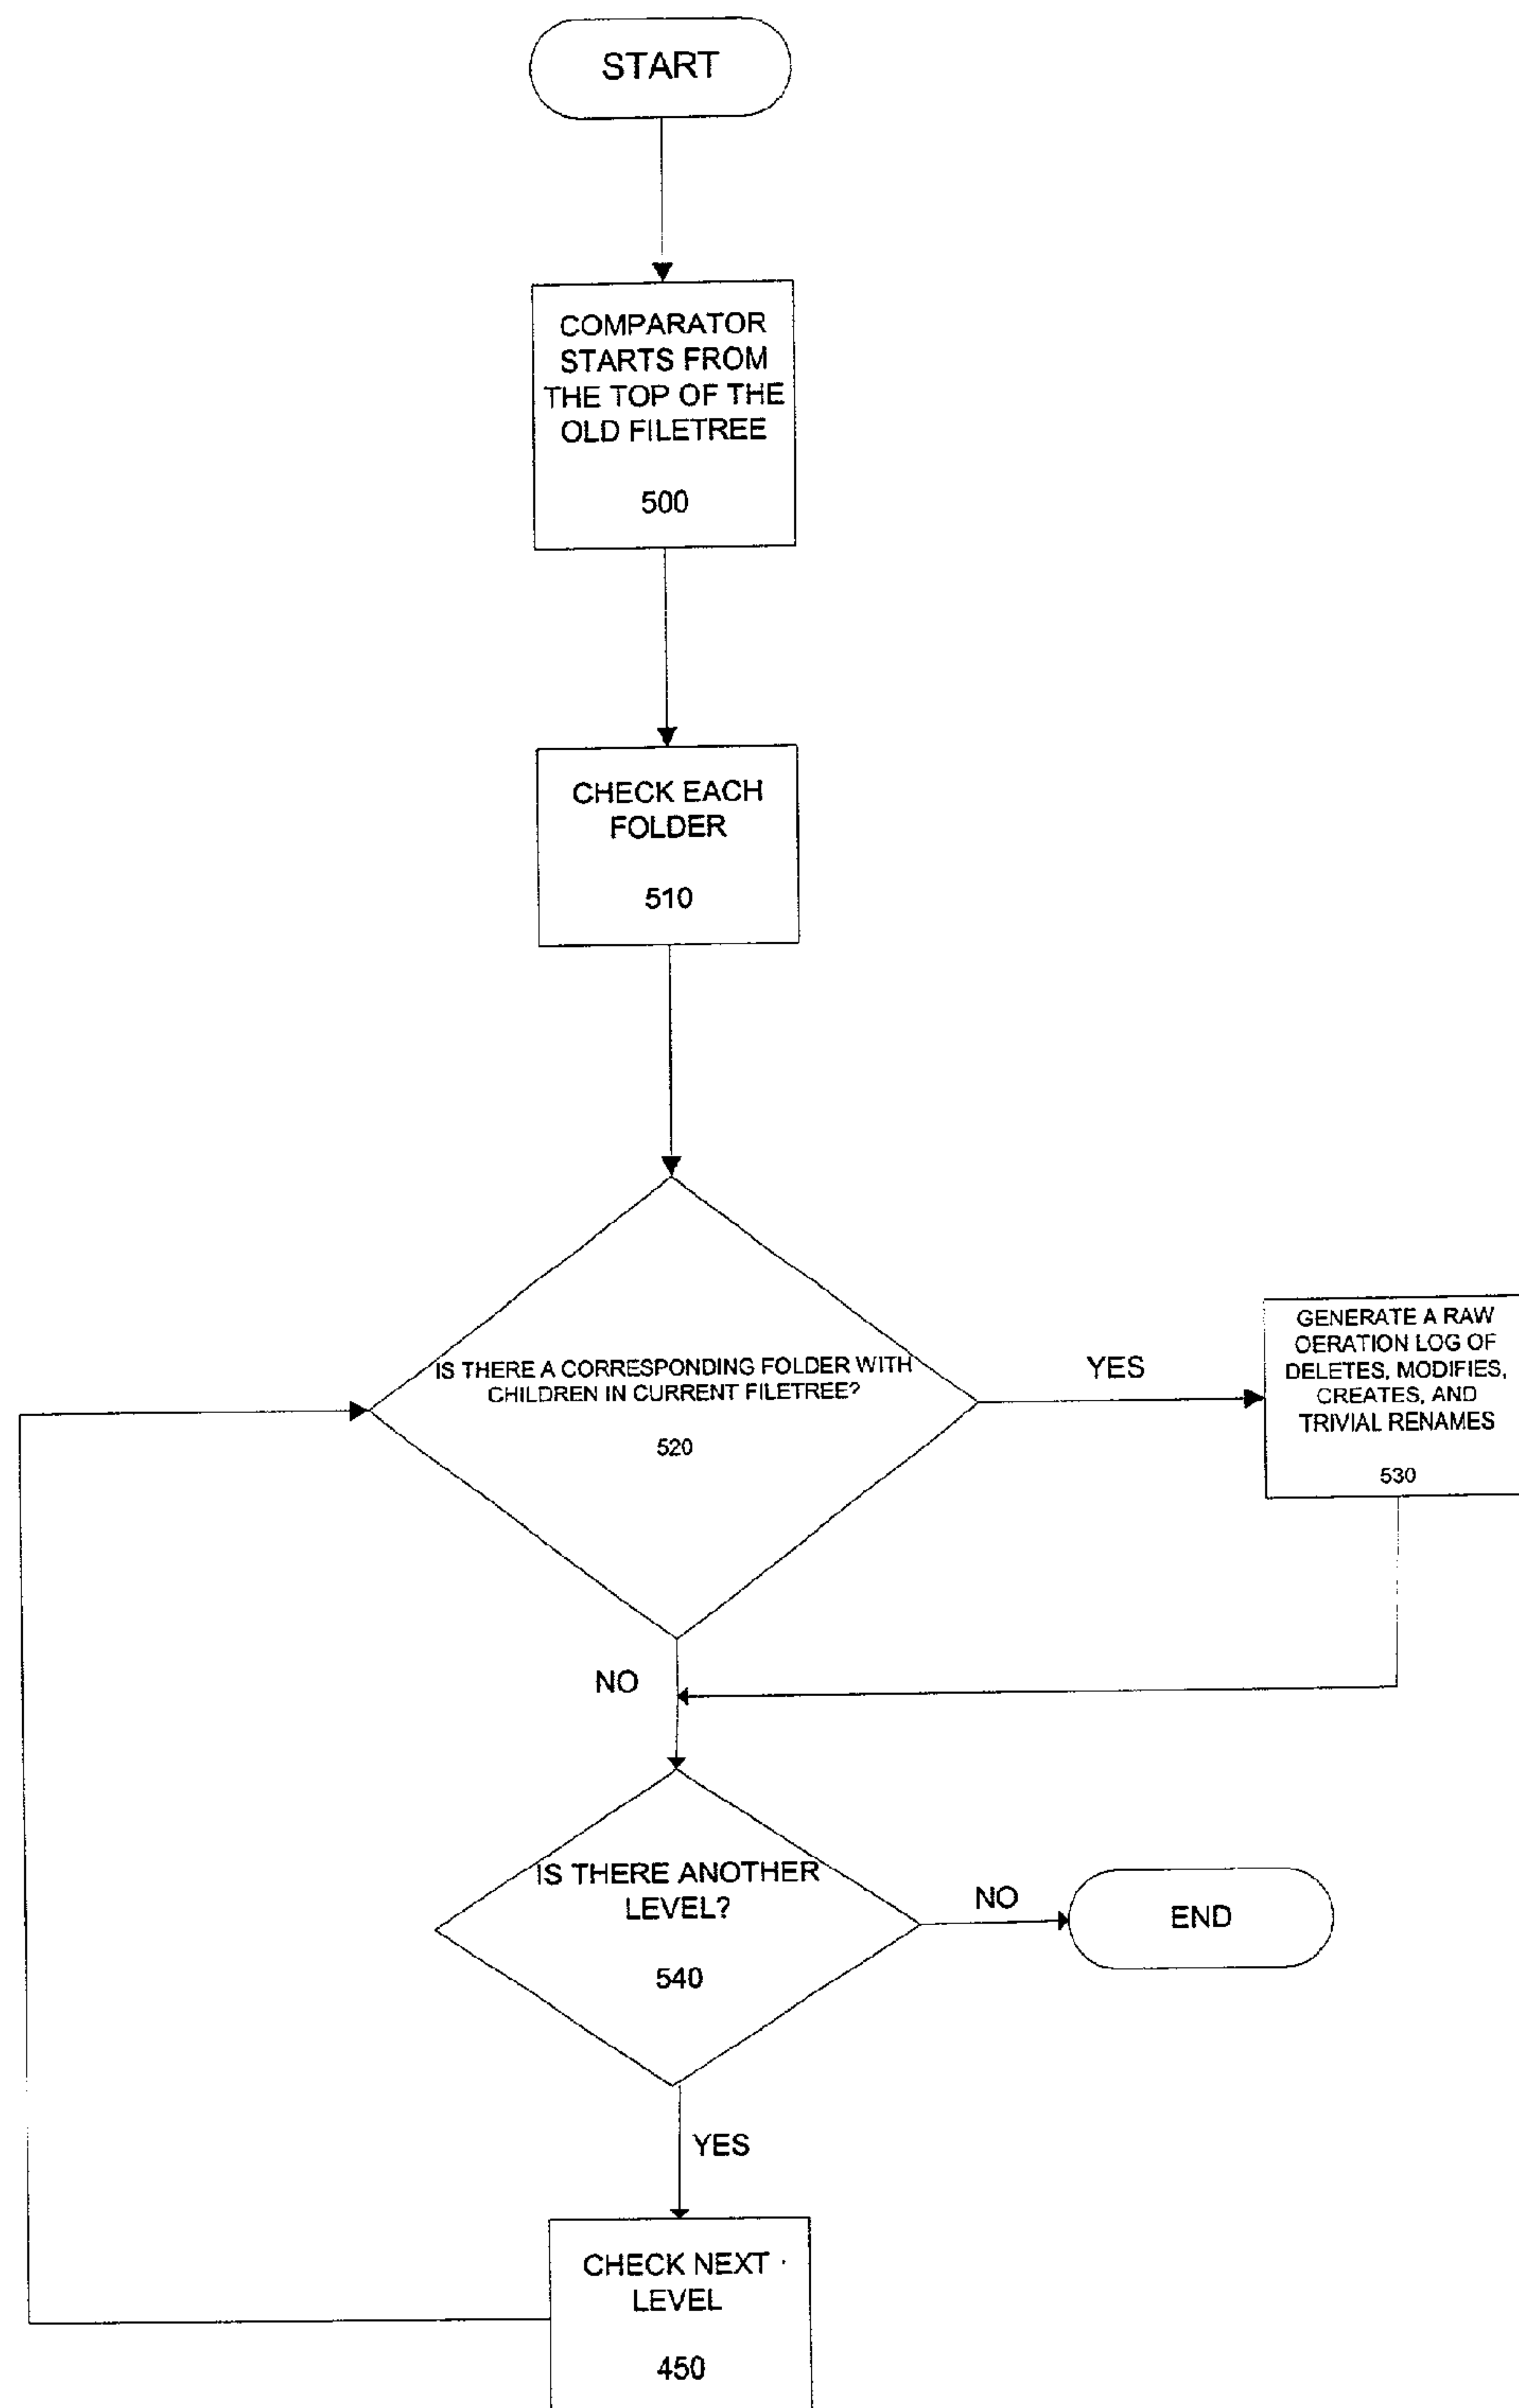 START
COMPARATOR
STARTS FROM
THE TOP OF THE
OLD FILETREE
500
CHECK EACH
FOLDER
510
IS THERE A CORRESPONDING FOLDER WITH
CHILDREN IN CURRENT FILETREE?
520
YES
GENERATE A RAW
OERATION LOG OF
DELETES, MODIFIES,
CREATES, AND
TRIVIAL RENAMES
530
NO
IS THERE ANOTHER
LEVEL?
540
NO
END
YES
CHECK NEXT
LEVEL
450